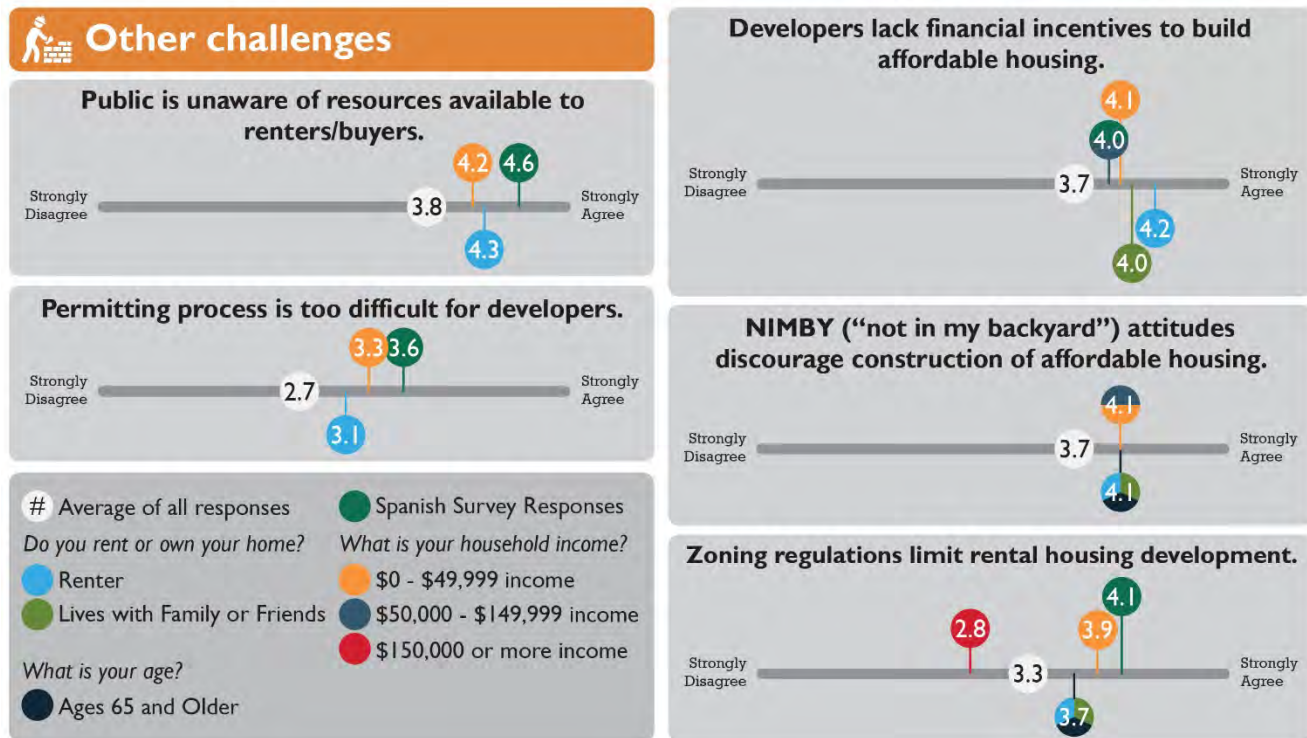 Other challenges
Public is unaware of resources available to
renters/buyers.
4.2
4.6
Strongly
Disagree
3.8
Strongly
Agree
4.3
Permitting process is too difficult for developers.
3.3
3.6
Strongly
Disagree
2.7
Strongly
Agree
3.1
# Average of all responses
Do you rent or own your home?
Renter
Lives with Family or Friends
What is your age?
Ages 65 and Older
Spanish Survey Responses
What is your household income?
$0 - $49,999 income
$50,000 - $149,999 income
$150,000 or more income
Developers lack financial incentives to build
affordable housing.
4.1
4.0
Strongly
Disagree
3.7
Strongly
Agree
4.2
4.0
NIMBY (“not in my backyard”) attitudes
discourage construction of affordable housing.
4.1
Strongly
Disagree
3.7
Strongly
Agree
4.1
Zoning regulations limit rental housing development.
4.1
2.8
3.9
Strongly
Disagree
3.3
Strongly
Agree
3.7